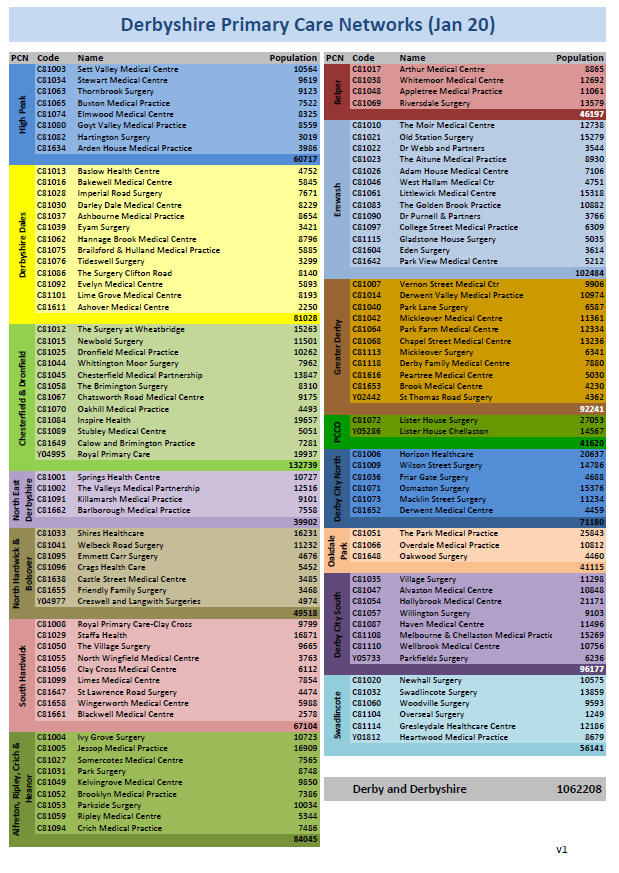 Derbyshire Primary Care Networks (Jan 20)
PCN Code Name Population
High Peak
C81003 Sett Valley Medical Centre 10564
C81034 Stewart Medical Centre 9619
C81063 Thornbrook Surgery 9123
C81065 Buxton Medical Practice 7522
C81074 Elmwood Medical Centre 8325
C81080 Goyt Valley Medical Practice 8559
C81082 Hartington Surgery 3019
C81634 Arden House Medical Practice 3986
60717
Derbyshire Dales
C81013 Baslow Health Centre 4752
C81016 Bakewell Medical Centre 5845
C81028 Imperial Road Surgery 7671
C81030 Darley Dale Medical Centre 8229
C81037 Ashbourne Medical Practice 8654
C81039 Eyam Surgery 3421
C81062 Hannage Brook Medical Centre 8796
C81075 Brailsford & Hulland Medical Practice 5885
C81076 Tideswell Surgery 3299
C81086 The Surgery Clifton Road 8140
C81092 Evelyn Medical Centre 5893
C81101 Lime Grove Medical Centre 8193
C81611 Ashover Medical Centre 2250
81028
Chesterfield & Dronfield
C81012 The Surgery at Wheatbridge 15263
C81015 Newbold Surgery 11501
C81025 Dronfield Medical Practice 10262
C81044 Whittington Moor Surgery 7962
C81045 Chesterfield Medical Partnership 13847
C81058 The Brimington Surgery 8310
C81067 Chatsworth Road Medical Centre 9175
C81070 Oakhill Medical Practice 4493
C81084 Inspire Health 19657
C81089 Stubley Medical Centre 5051
C81649 Calow and Brimington Practice 7281
Y04995 Royal Primary Care 19937
132739
North East
Derbyshire
C81001 Springs Health Centre 10727
C81002 The Valleys Medical Partnership 12516
C81091 Killamarsh Medical Practice 9101
C81662 Barlborough Medical Practice 7558
39902
North Hardwick &
Bolsover
C81033 Shires Healthcare 16231
C81041 Welbeck Road Surgery 11232
C81095 Emmett Carr Surgery 4676
C81096 Crags Health Care 5452
C81638 Castle Street Medical Centre 3485
C81655 Friendly Family Surgery 3468
Y04977 Creswell and Langwith Surgeries 4974
49518
South Hardwick
C81008 Royal Primary Care-Clay Cross 9799
C81029 Staffa Health 16871
C81050 The Village Surgery 9665
C81055 North Wingfield Medical Centre 3763
C81056 Clay Cross Medical Centre 6112
C81099 Limes Medical Centre 7854
C81647 St Lawrence Road Surgery 4474
C81658 Wingerworth Medical Centre 5988
C81661 Blackwell Medical Centre 2578
67104
Alfreton, Ripley, Crich &
Heanor
C81004 Ivy Grove Surgery 10723
C81005 Jessop Medical Practice 16909
C81027 Somercotes Medical Centre 7565
C81031 Park Surgery 8748
C81049 Kelvingrove Medical Centre 9850
C81052 Brooklyn Medical Practice 7386
C81053 Parkside Surgery 10034
C81059 Ripley Medical Centre 5344
C81094 Crich Medical Practice 7486
84045
PCN Code Name Population
Belper
C81017 Arthur Medical Centre 8865
C81038 Whitemoor Medical Centre 12692
C81048 Appletree Medical Practice 11061
C81069 Riversdale Surgery 13579
46197
Erewash
C81010 The Moir Medical Centre 12738
C81021 Old Station Surgery 15279
C81022 Dr Webb and Partners 3544
C81023 The Aitune Medical Practice 8930
C81026 Adam House Medical Centre 7106
C81046 West Hallam Medical Ctr 4751
C81061 Littlewick Medical Centre 15318
C81083 The Golden Brook Practice 10882
C81090 Dr Purnell & Partners 3766
C81097 College Street Medical Practice 6309
C81115 Gladstone House Surgery 5035
C81604 Eden Surgery 3614
C81642 Park View Medical Centre 5212
102484
Greater Derby
C81007 Vernon Street Medical Ctr 9906
C81014 Derwent Valley Medical Practice 10974
C81040 Park Lane Surgery 6587
C81042 Mickleover Medical Centre 11361
C81064 Park Farm Medical Centre 12334
C81068 Chapel Street Medical Centre 13236
C81113 Mickleover Surgery 6341
C81118 Derby Family Medical Centre 7880
C81616 Peartree Medical Centre 5030
C81653 Brook Medical Centre 4230
Y02442 St Thomas Road Surgery 4362
92241
PCCO
C81072 Lister House Surgery 27053
Y05286 Lister House Chellaston 14567
41620
Derby City North
C81006 Horizon Healthcare 20637
C81009 Wilson Street Surgery 14786
C81036 Friar Gate Surgery 4688
C81071 Osmaston Surgery 15376
C81073 Macklin Street Surgery 11234
C81652 Derwent Medical Centre 4459
71180
Oakdale
Park
C81051 The Park Medical Practice 25843
C81066 Overdale Medical Practice 10812
C81648 Oakwood Surgery 4460
41115
Derby City South
C81035 Village Surgery 11298
C81047 Alvaston Medical Centre 10848
C81054 Hollybrook Medical Centre 21171
C81057 Willington Surgery 9103
C81087 Haven Medical Centre 11496
C81108 Melbourne & Chellaston Medical Practic 15269
C81110 Wellbrook Medical Centre 10756
Y05733 Parkfields Surgery 6236
96177
Swadlincote
C81020 Newhall Surgery 10575
C81032 Swadlincote Surgery 13859
C81060 Woodville Surgery 9593
C81104 Overseal Surgery 1249
C81114 Gresleydale Healthcare Centre 12186
Y01812 Heartwood Medical Practice 8679
56141
Derby and Derbyshire 1062208
v1